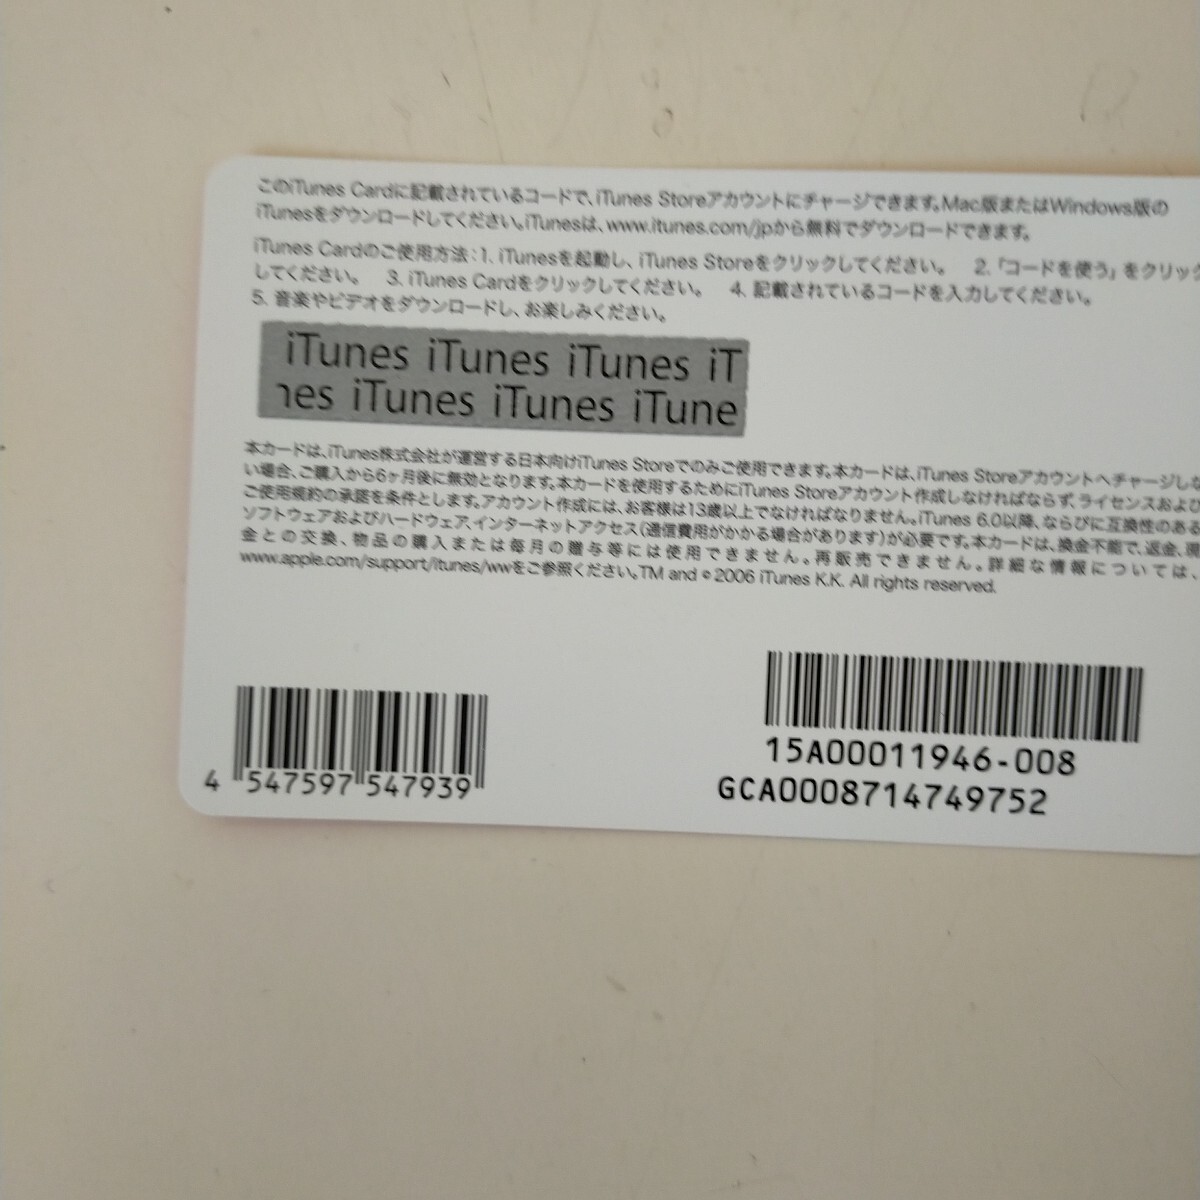 このiTunes Cardに記載されているコードで、iTunes Storeアカウントにチャージできます。Mac版またはWindows版の
iTunesをダウンロードしてください。iTunesは、www.itunes.com/jpから無料でダウンロードできます。
iTunes Cardのご使用方法:1. iTunesを起動し、iTunes Storeをクリックしてください。 2. 「コードを使う」をクリック
してください。 3. iTunes Cardをクリックしてください。 4. 記載されているコードを入力してください。
5. 音楽やビデオをダウンロードし、お楽しみください。
iTunes iTunes iTunes iT
nes iTunes iTunes iTune
本カードは、iTunes株式会社が運営する日本向けiTunes Storeでのみご使用できます。本カードは、iTunes Storeアカウントへチャージしな
い場合、ご購入から6ヶ月後に無効となります。本カードを使用するためにiTunes Storeアカウント作成しなければならず、ライセンスおよび
ご使用規約の承諾を条件とします。アカウント作成には、お客様は13歳以上でなければなりません。iTunes 6.0以降、ならびに互換性のある
ソフトウェアおよびハードウェア、インターネットアクセス(通信費用がかかる場合があります)が必要です。本カードは、換金不能で、返金、
金との交換、物品の購入または毎月の贈与等には使用できません。再販売できません。詳細な情報については、
www.apple.com/support/itunes/wwをご参照ください。TM and © 2006 iTunes K.K. All rights reserved.
4 547597 547939
15A00011946-008
GCA0008714749752